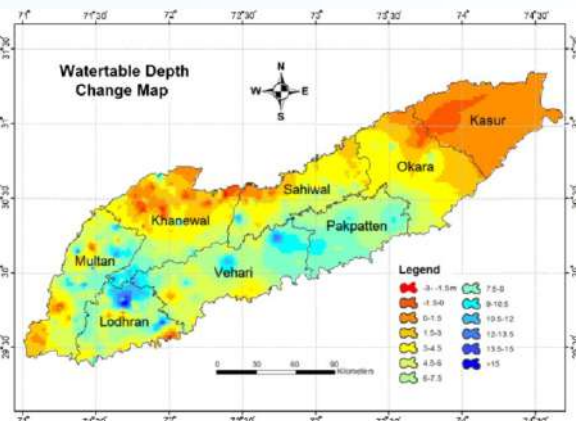 Watertable Depth
Change Map
N
W E
S
Kasur
Okara
Sahiwal
Khanewal
Pakpatten
Multan
Vehari
Lodhran
Legend
-3- -1.5m
-1.5-0
0-1.5
1.5-3
3-4.5
4.5-6
6-7.5
7.5-9
9-10.5
10.5-12
12-13.5
13.5-15
>15
0 30 60 90
Kilometers